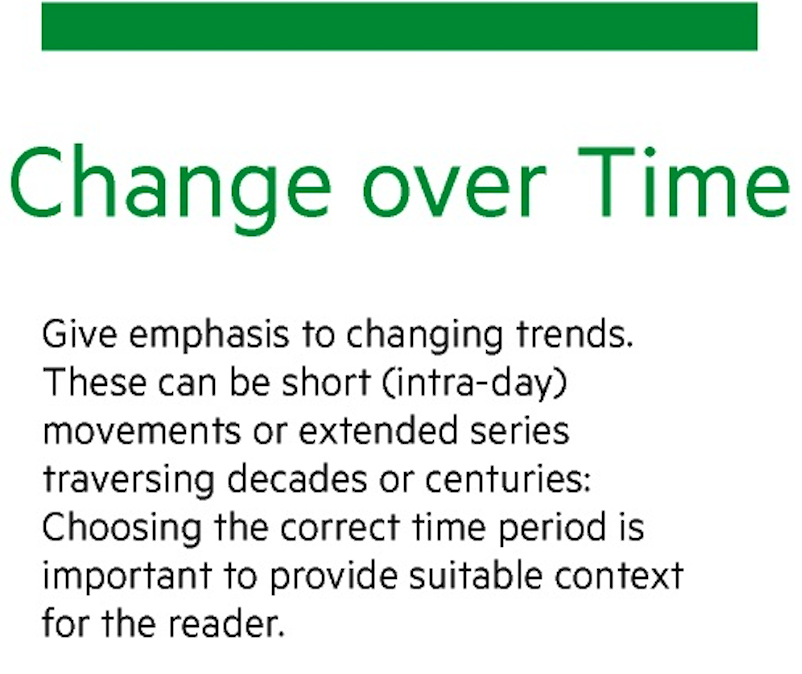 Change over Time
Give emphasis to changing trends.
These can be short (intra-day)
movements or extended series
traversing decades or centuries:
Choosing the correct time period is
important to provide suitable context
for the reader.